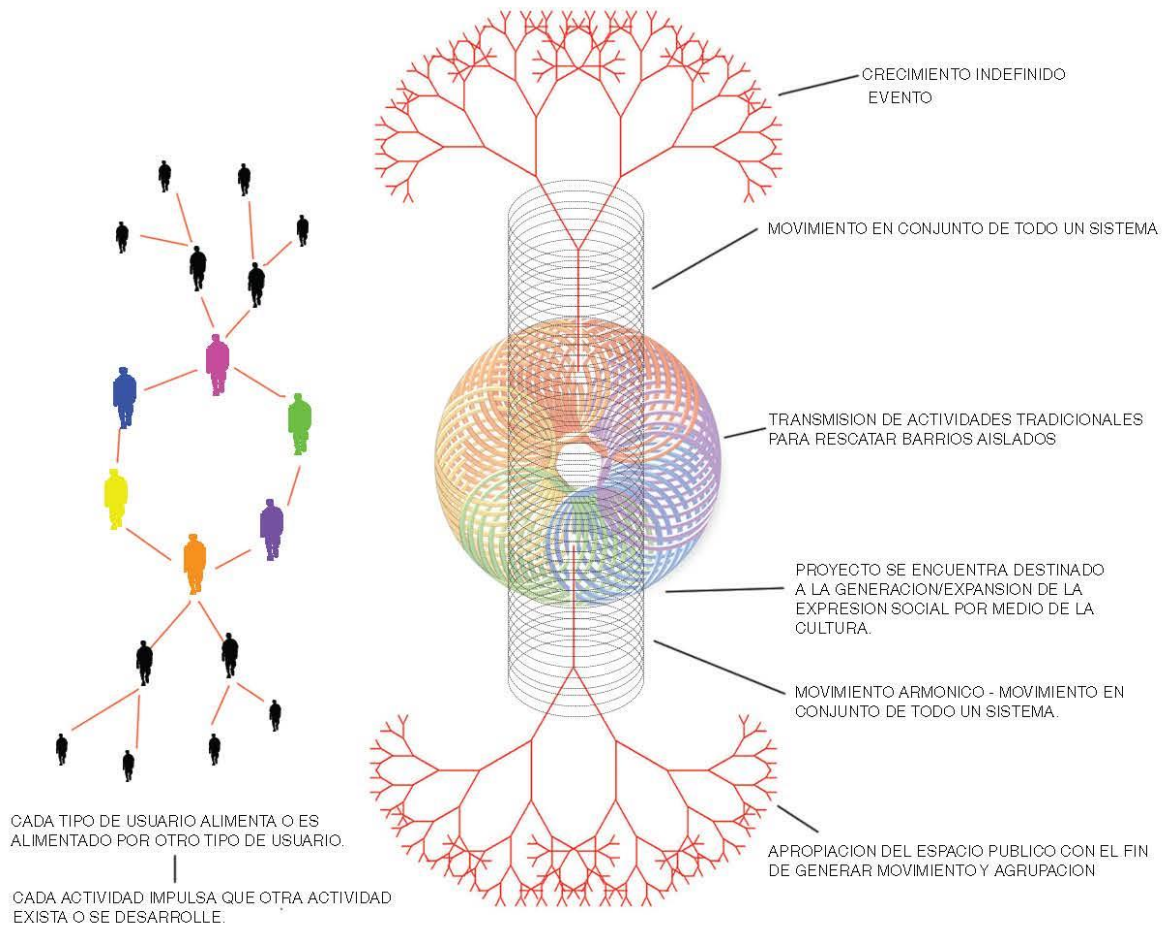 CRECIMIENTO INDEFINIDO
EVENTO
MOVIMIENTO EN CONJUNTO DE TODO UN SISTEMA
TRANSMISION DE ACTIVIDADES TRADICIONALES
PARA RESCATAR BARRIOS AISLADOS
PROYECTO SE ENCUENTRA DESTINADO
A LA GENERACION/EXPANSION DE LA
EXPRESION SOCIAL POR MEDIO DE LA
CULTURA.
MOVIMIENTO ARMONICO - MOVIMIENTO EN
CONJUNTO DE TODO UN SISTEMA.
APROPIACION DEL ESPACIO PUBLICO CON EL FIN
DE GENERAR MOVIMIENTO Y AGRUPACION
CADA TIPO DE USUARIO ALIMENTA O ES
ALIMENTADO POR OTRO TIPO DE USUARIO.
CADA ACTIVIDAD IMPULSA QUE OTRA ACTIVIDAD
EXISTA O SE DESARROLLE.